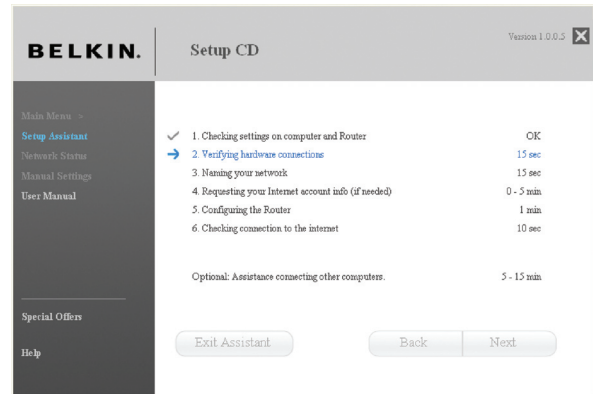 BELKIN.
Setup CD
Version 1.0.0.5
Main Menu >
Setup Assistant
Network Status
Manual Settings
User Manual
Special Offers
Help
1. Checking settings on computer and Router OK
2. Verifying hardware connections 15 sec
3. Naming your network 15 sec
4. Requesting your Internet account info (if needed) 0 - 5 min
5. Configuring the Router 1 min
6. Checking connection to the internet 10 sec
Optional: Assistance connecting other computers. 5 - 15 min
Exit Assistant
Back
Next